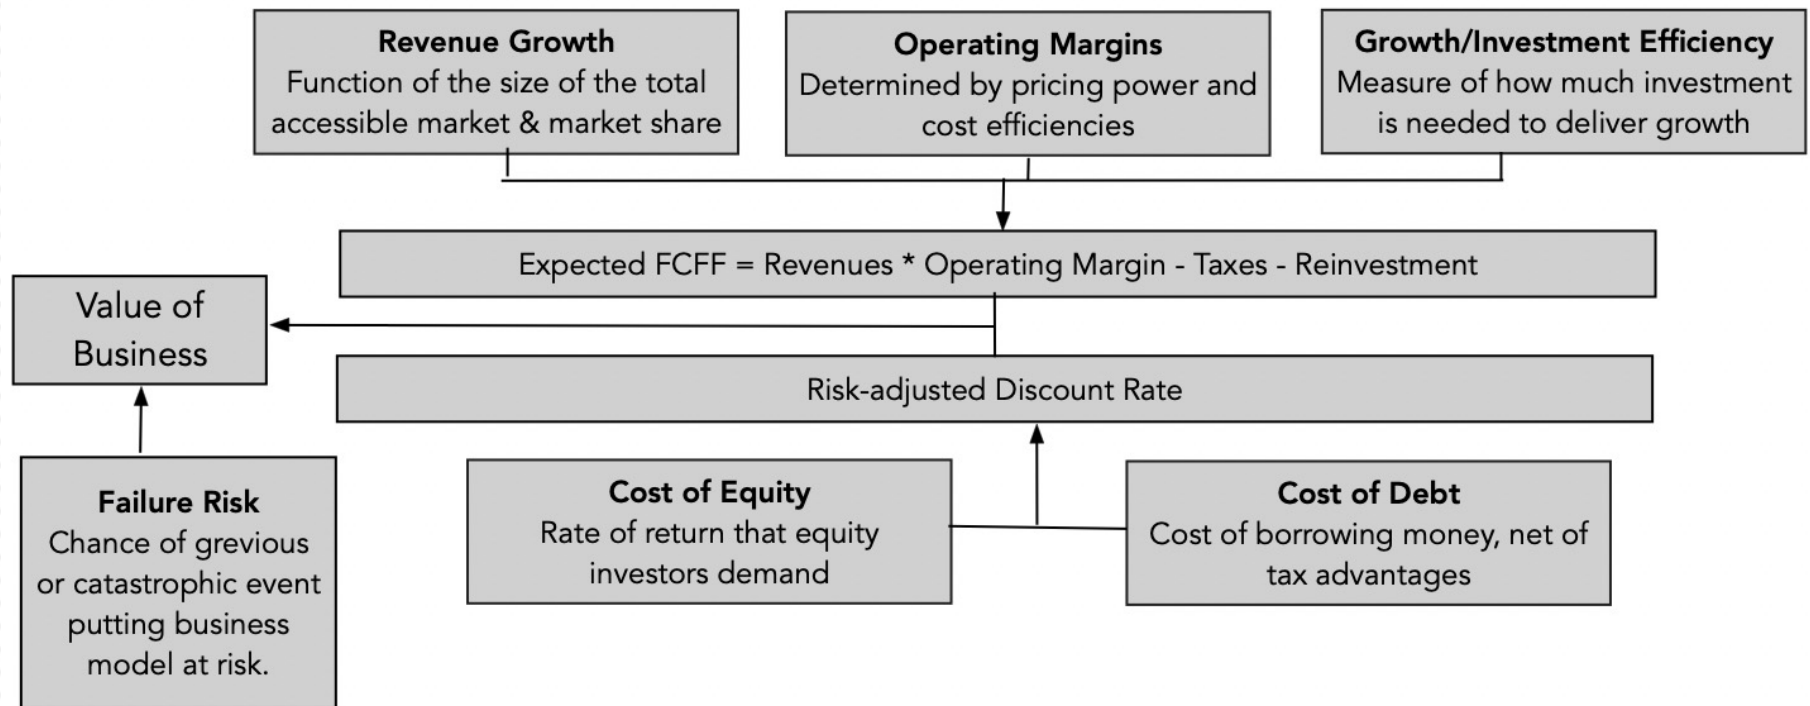 Revenue Growth
Function of the size of the total
accessible market & market share
Operating Margins
Determined by pricing power and
cost efficiencies
Growth/Investment Efficiency
Measure of how much investment
is needed to deliver growth
Expected FCFF = Revenues * Operating Margin - Taxes - Reinvestment
Value of
Business
Risk-adjusted Discount Rate
Failure Risk
Chance of grevious
or catastrophic event
putting business
model at risk.
Cost of Equity
Rate of return that equity
investors demand
Cost of Debt
Cost of borrowing money, net of
tax advantages